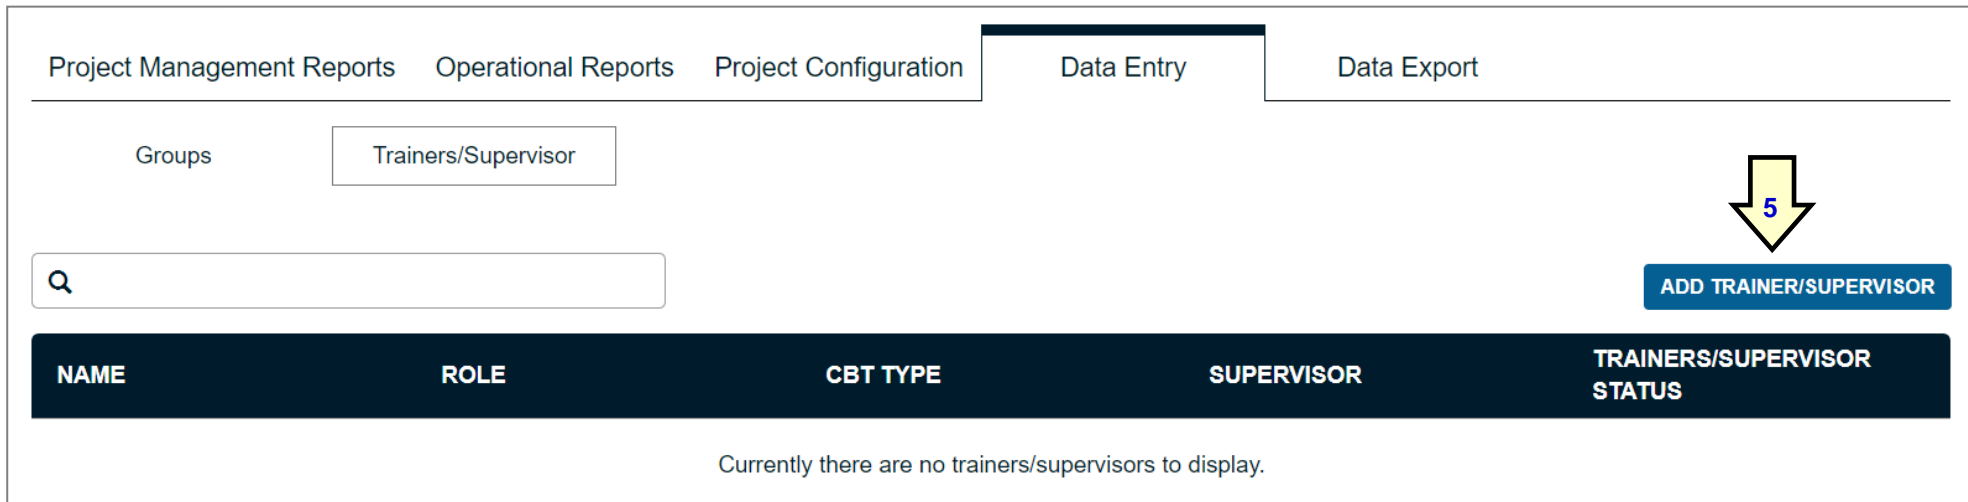 Project Management Reports Operational Reports Project Configuration Data Entry Data Export
Groups Trainers/Supervisor
5
ADD TRAINER/SUPERVISOR
NAME ROLE CBT TYPE SUPERVISOR TRAINERS/SUPERVISOR
STATUS
Currently there are no trainers/supervisors to display.